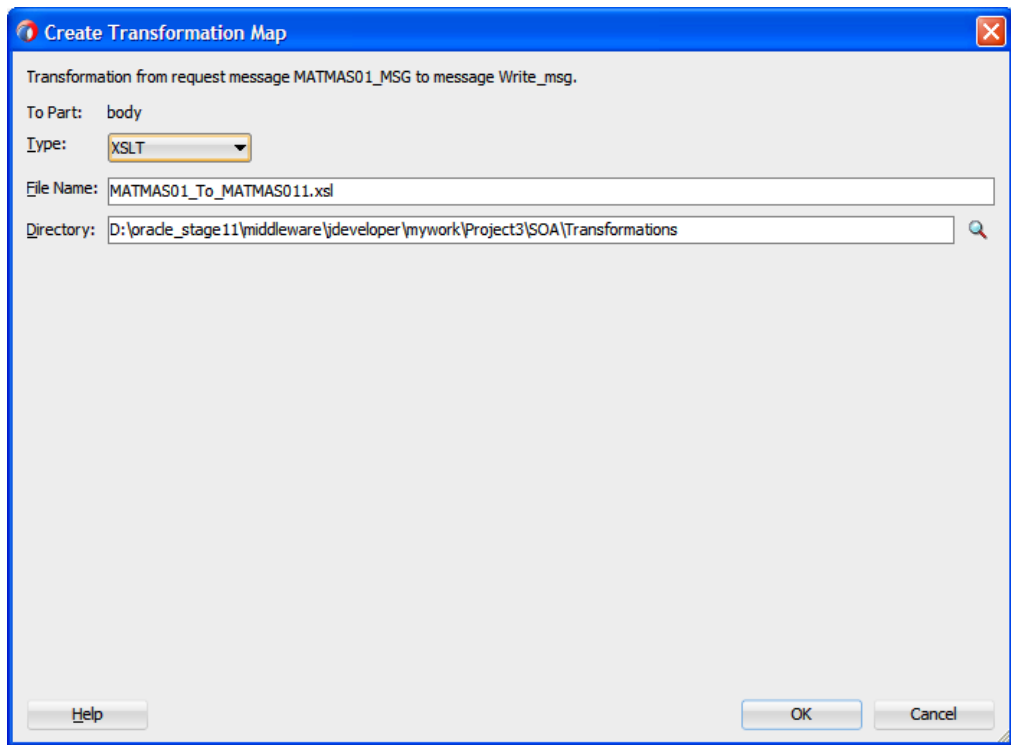 Create Transformation Map
Transformation from request message MATMAS01_MSG to message Write_msg.
To Part: body
Type: XSLT
File Name: MATMAS01_To_MATMAS011.xsl
Directory: D:\oracle_stage11\middleware\jdeveloper\mywork\Project3\SOA\Transformations
Help OK Cancel